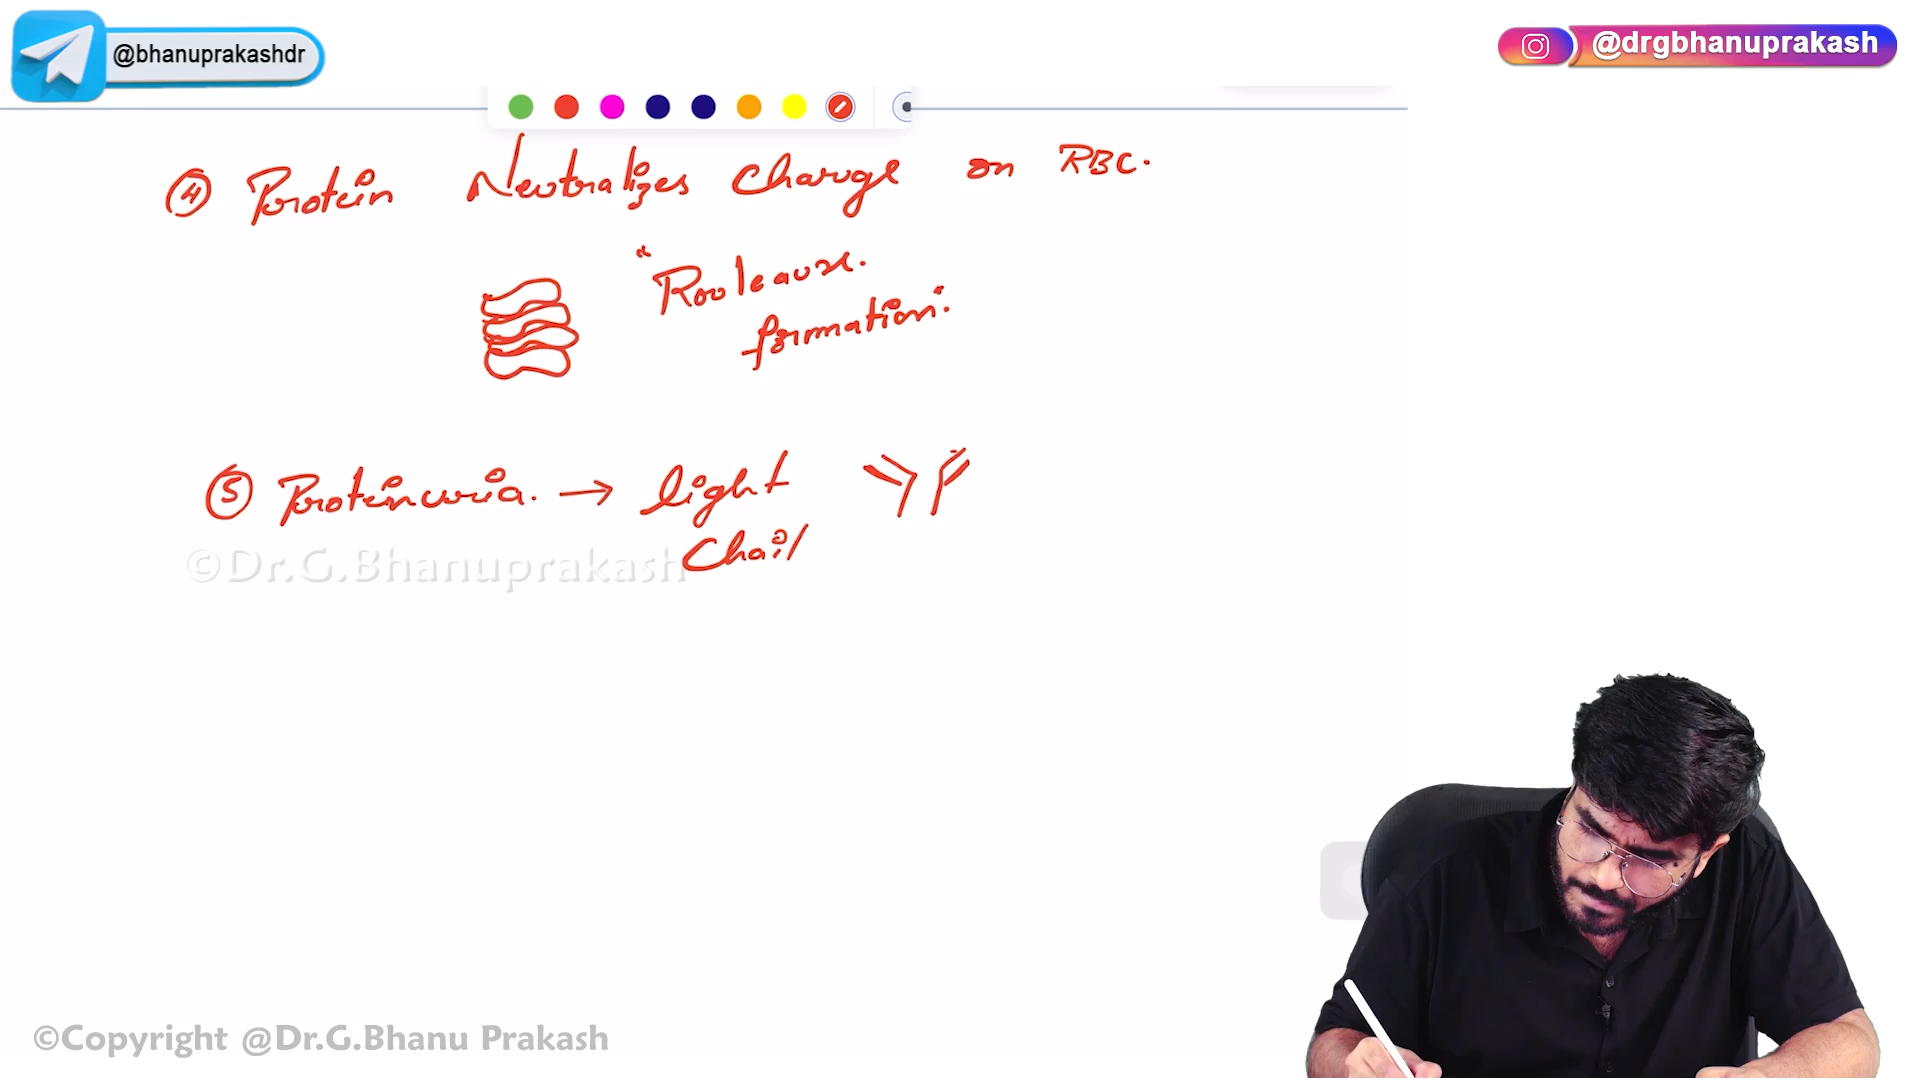 @bhanuprakashdr
@drgbhanuprakash
④ Protein Neutralizes Charge on RBC.
"Rouleaux.
formation."
⑤ Proteinuria. → light
Chai
©Dr.G.Bhanuprakash
©Copyright @Dr.G.Bhanu Prakash